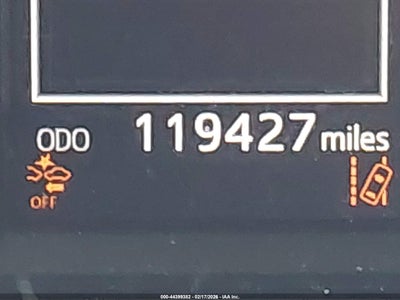 ODO 119427 miles
OFF
000-44399382 - 02/17/2026 - IAA Inc.